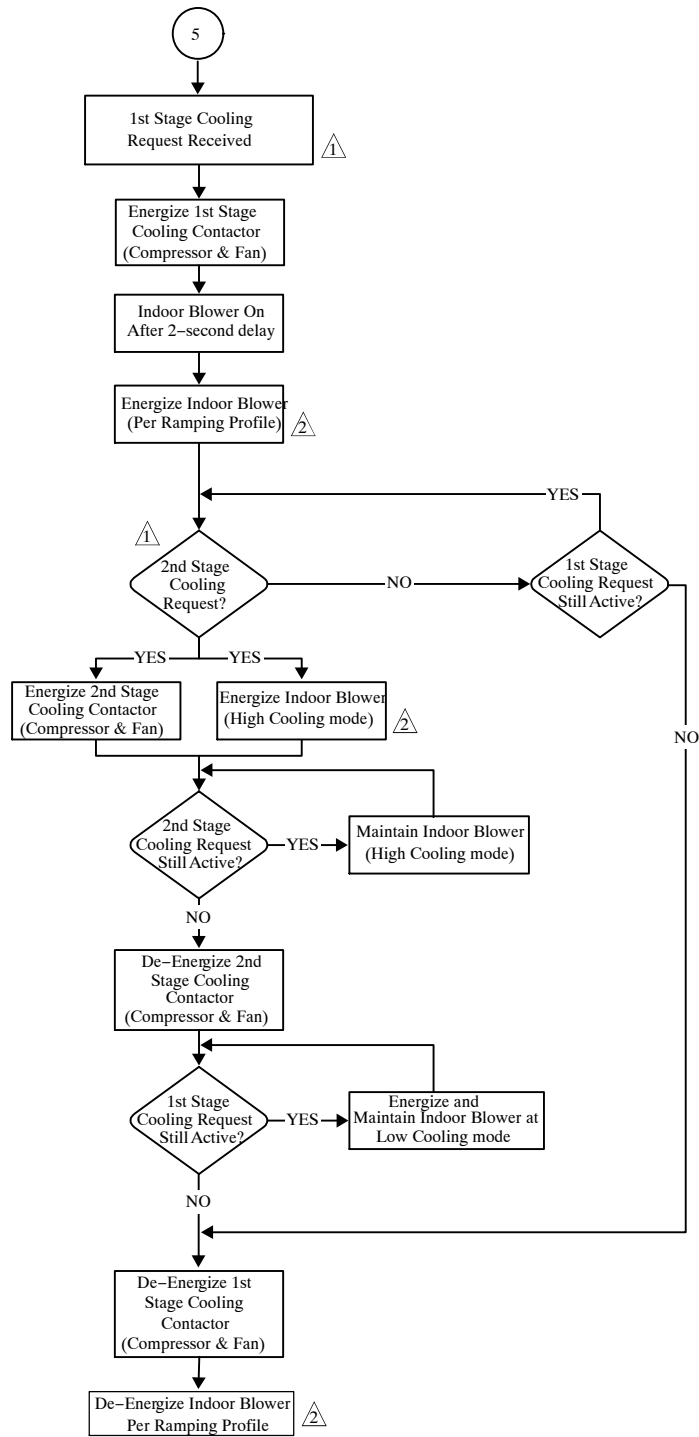 5
1st Stage Cooling
Request Received
1
Energize 1st Stage
Cooling Contactor
(Compressor & Fan)
Indoor Blower On
After 2−second delay
Energize Indoor Blower
(Per Ramping Profile)
2
YES
1
2nd Stage
Cooling
Request?
NO
1st Stage
Cooling Request
Still Active?
YES
YES
Energize 2nd Stage
Cooling Contactor
(Compressor & Fan)
Energize Indoor Blower
(High Cooling mode)
2
NO
2nd Stage
Cooling Request
Still Active?
YES
Maintain Indoor Blower
(High Cooling mode)
NO
De−Energize 2nd
Stage Cooling
Contactor
(Compressor & Fan)
1st Stage
Cooling Request
Still Active?
YES
Energize and
Maintain Indoor Blower at
Low Cooling mode
NO
De−Energize 1st
Stage Cooling
Contactor
(Compressor & Fan)
De−Energize Indoor Blower
Per Ramping Profile
2